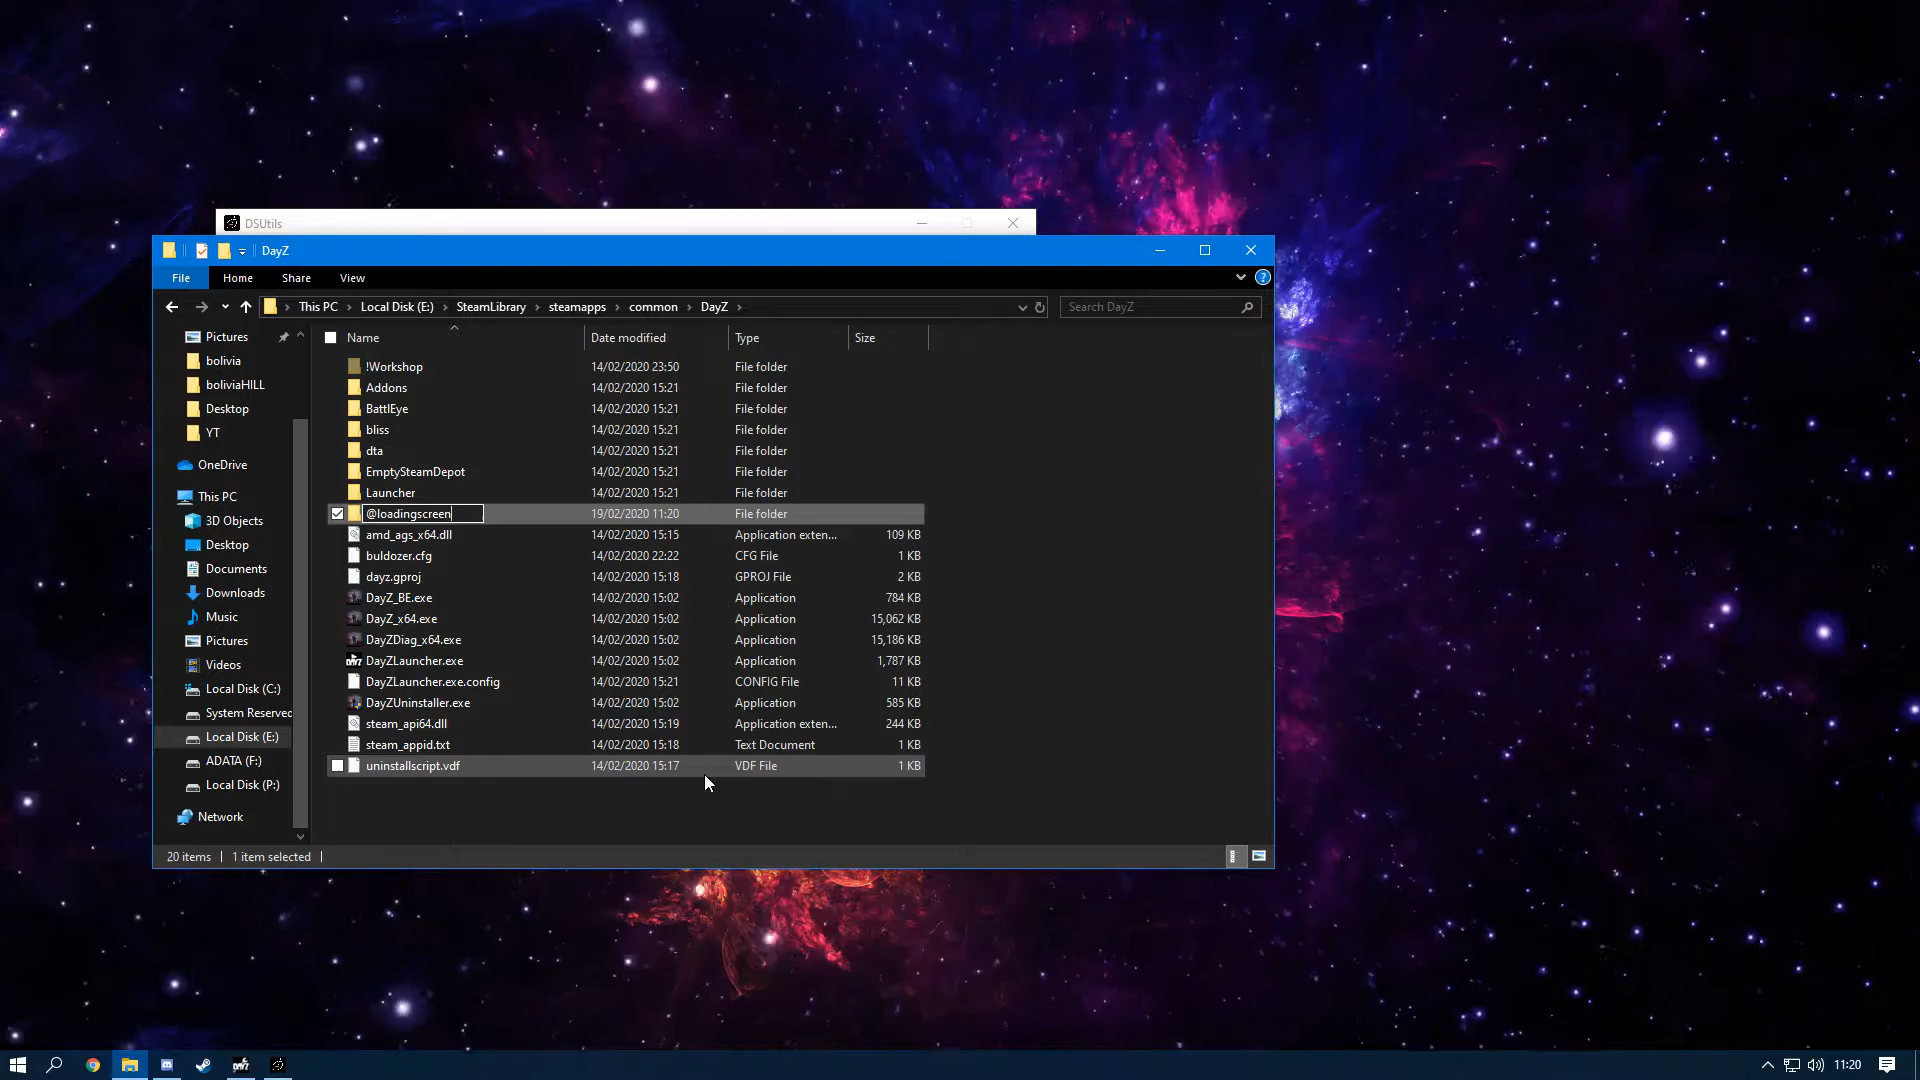 DSUtils
DayZ
File Home Share View
This PC Local Disk (E:) SteamLibrary steamapps common DayZ Search DayZ
Name Date modified Type Size
Pictures
bolivia
boliviaHILL
Desktop
YT
OneDrive
This PC
3D Objects
Desktop
Documents
Downloads
Music
Pictures
Videos
Local Disk (C:)
System Reserved
Local Disk (E:)
ADATA (F:)
Local Disk (P:)
Network
!Workshop 14/02/2020 23:50 File folder
Addons 14/02/2020 15:21 File folder
BattlEye 14/02/2020 15:21 File folder
bliss 14/02/2020 15:21 File folder
dta 14/02/2020 15:21 File folder
EmptySteamDepot 14/02/2020 15:21 File folder
Launcher 14/02/2020 15:21 File folder
@loadingscreen 19/02/2020 11:20 File folder
amd_ags_x64.dll 14/02/2020 15:15 Application exten... 109 KB
buldozer.cfg 14/02/2020 22:22 CFG File 1 KB
dayz.gproj 14/02/2020 15:18 GPROJ File 2 KB
DayZ_BE.exe 14/02/2020 15:02 Application 784 KB
DayZ_x64.exe 14/02/2020 15:02 Application 15,062 KB
DayZDiag_x64.exe 14/02/2020 15:02 Application 15,186 KB
DayZLauncher.exe 14/02/2020 15:02 Application 1,787 KB
DayZLauncher.exe.config 14/02/2020 15:21 CONFIG File 11 KB
DayZUninstaller.exe 14/02/2020 15:02 Application 585 KB
steam_api64.dll 14/02/2020 15:19 Application exten... 244 KB
steam_appid.txt 14/02/2020 15:18 Text Document 1 KB
uninstallscript.vdf 14/02/2020 15:17 VDF File 1 KB
20 items 1 item selected
11:20